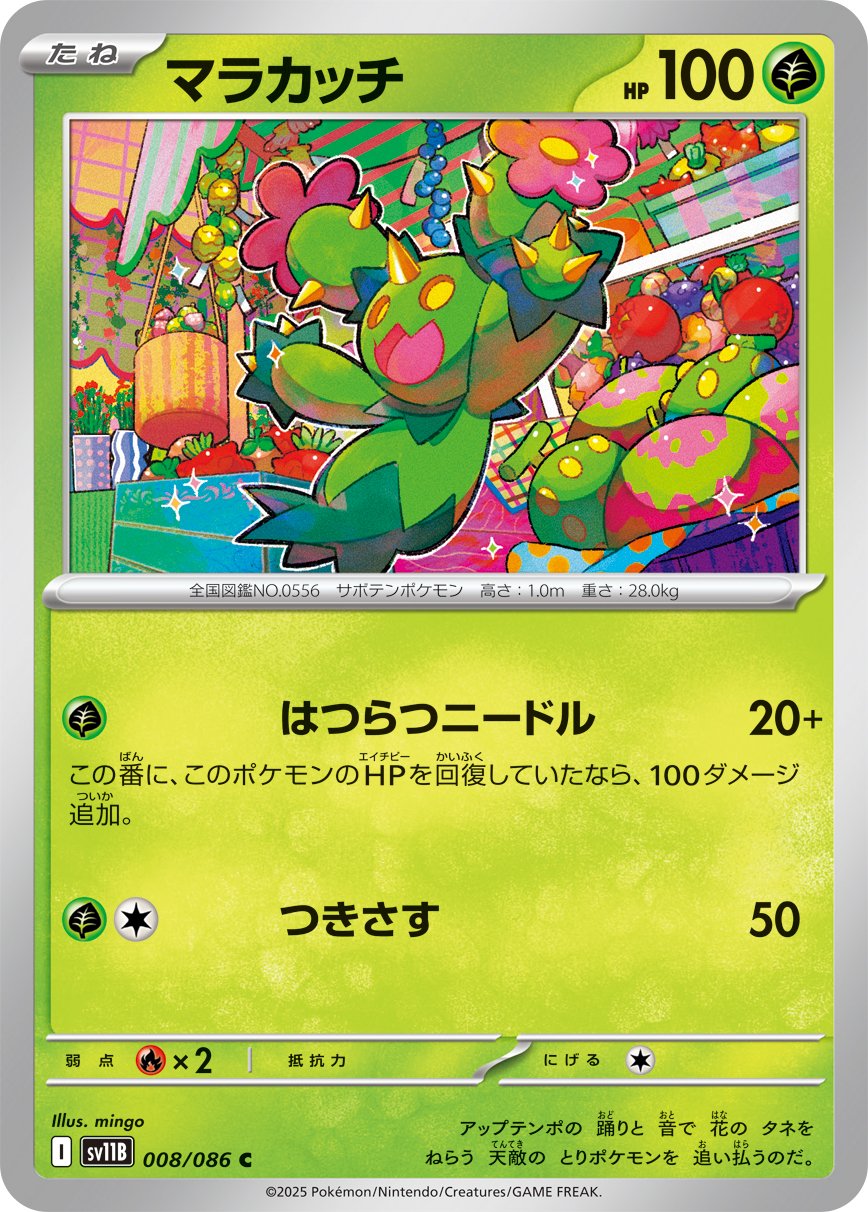 たね
マラカッチ
HP 100
全国図鑑NO.0556 サボテンポケモン 高さ:1.0m 重さ:28.0kg
はつらつニードル 20+
この番に、このポケモンのHPを回復していたなら、100ダメージ
追加。
つきさす 50
弱点 ×2 抵抗力 にげる
Illus. mingo
I sv11B 008/086 C
アップテンポの 踊りと 音で 花の タネを
ねらう 天敵の とりポケモンを 追い払うのだ。
©2025 Pokémon/Nintendo/Creatures/GAME FREAK.